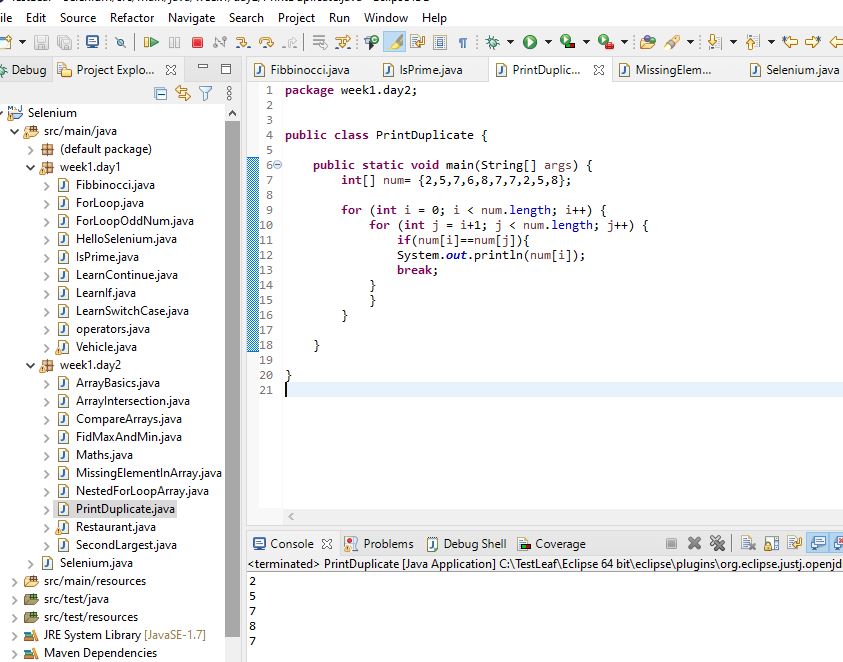 File Edit Source Refactor Navigate Search Project Run Window Help
Debug Project Explo...
Selenium
src/main/java
(default package)
week1.day1
Fibbinocci.java
ForLoop.java
ForLoopOddNum.java
HelloSelenium.java
IsPrime.java
LearnContinue.java
LearnIf.java
LearnSwitchCase.java
operators.java
Vehicle.java
week1.day2
ArrayBasics.java
ArrayIntersection.java
CompareArrays.java
FidMaxAndMin.java
Maths.java
MissingElementInArray.java
NestedForLoopArray.java
PrintDuplicate.java
Restaurant.java
SecondLargest.java
Selenium.java
src/main/resources
src/test/java
src/test/resources
JRE System Library [JavaSE-1.7]
Maven Dependencies
Fibbinocci.java IsPrime.java PrintDuplic... MissingElem... Selenium.java
1 package week1.day2;
2
3
4 public class PrintDuplicate {
5
6 public static void main(String[] args) {
7 int[] num= {2,5,7,6,8,7,7,2,5,8};
8
9 for (int i = 0; i < num.length; i++) {
10 for (int j = i+1; j < num.length; j++) {
11 if(num[i]==num[j]){
12 System.out.println(num[i]);
13 break;
14 }
15 }
16 }
17
18 }
19
20 }
21
Console Problems Debug Shell Coverage
<terminated> PrintDuplicate [Java Application] C:\TestLeaf\Eclipse 64 bit\eclipse\plugins\org.eclipse.justj.openjd
2
5
7
8
7